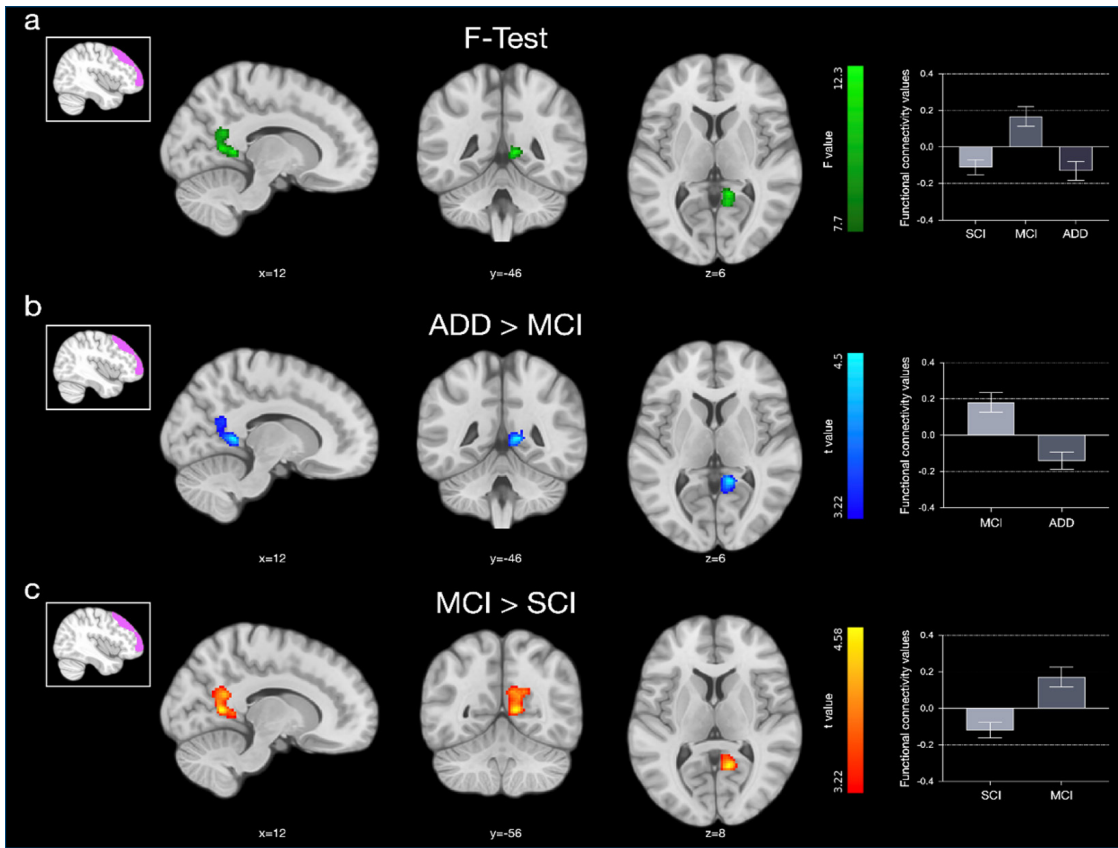 a
F-Test
x=12
y=-46
z=6
12.3
F value
7.7
Functional connectivity values
0.4
0.2
0.0
-0.2
-0.4
SCI MCI ADD
b
ADD > MCI
x=12
y=-46
z=6
4.5
t value
3.22
Functional connectivity values
0.4
0.2
0.0
-0.2
-0.4
MCI ADD
c
MCI > SCI
x=12
y=-56
z=8
4.58
t value
3.22
Functional connectivity values
0.4
0.2
0.0
-0.2
-0.4
SCI MCI